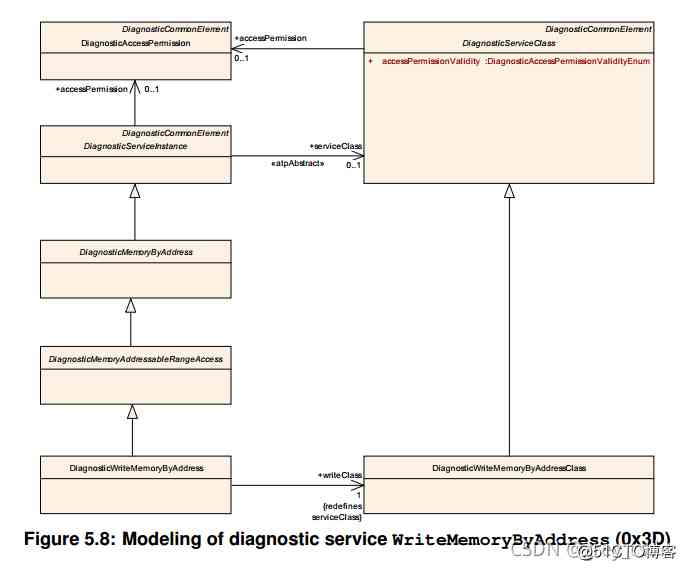 DiagnosticCommonElement
DiagnosticAccessPermission
+accessPermission
0..1
DiagnosticCommonElement
DiagnosticServiceClass
+ accessPermissionValidity :DiagnosticAccessPermissionValidityEnum
+accessPermission
0..1
DiagnosticCommonElement
DiagnosticServiceInstance
+serviceClass
«atpAbstract»
0..1
DiagnosticMemoryByAddress
DiagnosticMemoryAddressableRangeAccess
DiagnosticWriteMemoryByAddress
+writeClass
1
{redefines
serviceClass}
DiagnosticWriteMemoryByAddressClass
Figure 5.8: Modeling of diagnostic service WriteMemoryByAddress (0x3D)
CSDN
@51CTO博客